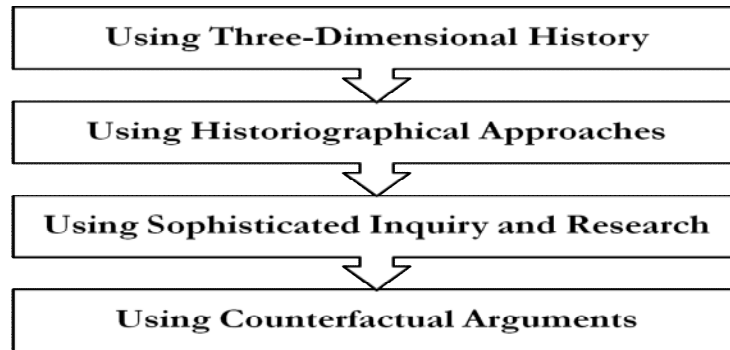 Using Three-Dimensional History
Using Historiographical Approaches
Using Sophisticated Inquiry and Research
Using Counterfactual Arguments